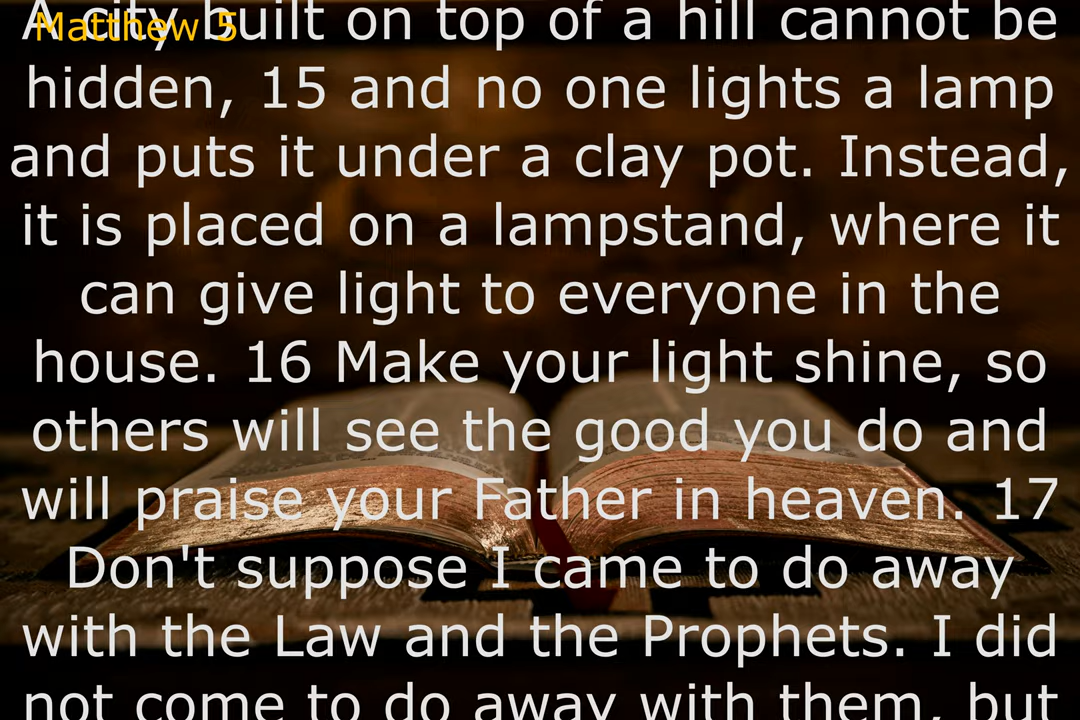 Matthew 5
A city built on top of a hill cannot be
hidden, 15 and no one lights a lamp
and puts it under a clay pot. Instead,
it is placed on a lampstand, where it
can give light to everyone in the
house. 16 Make your light shine, so
others will see the good you do and
will praise your Father in heaven. 17
Don't suppose I came to do away
with the Law and the Prophets. I did
not come to do away with them, but